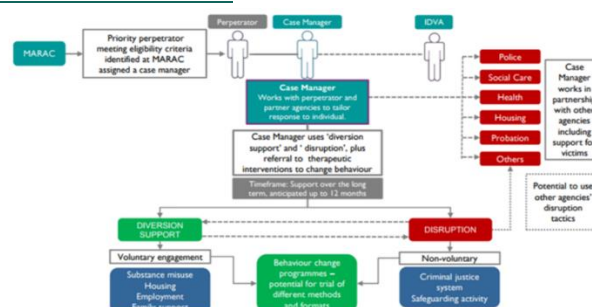 Perpetrator
Case Manager
IDVA
MARAC
Priority perpetrator
meeting eligibility criteria
identified at MARAC
assigned a case manager
Police
Social Care
Health
Housing
Probation
Others
Case
Manager
works in
partnership
with other
agencies
including
support for
victims
Case Manager
Works with perpetrator and
partner agencies to tailor
response to individual.
Case Manager uses 'diversion
support' and ' disruption', plus
referral to therapeutic
interventions to change behaviour
Timeframe: Support over the long
term, anticipated up to 12 months
Potential to use
other agencies'
disruption
tactics
DIVERSION
SUPPORT
DISRUPTION
Voluntary engagement
Non-voluntary
Substance misuse
Housing
Employment
Family support
Behaviour change
programmes –
potential for trial of
different methods
and formats
Criminal justice
system
Safeguarding activity